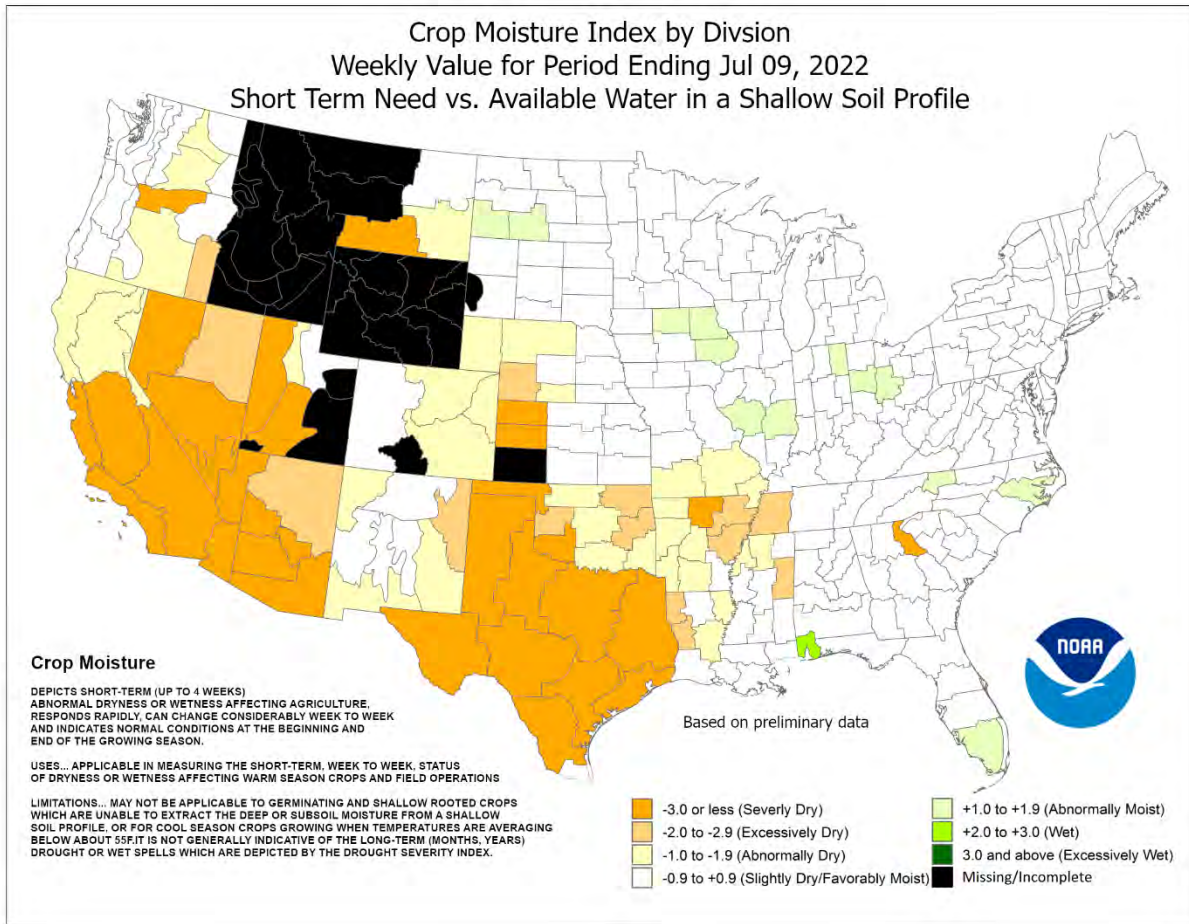 Crop Moisture Index by Divsion
Weekly Value for Period Ending Jul 09, 2022
Short Term Need vs. Available Water in a Shallow Soil Profile
Crop Moisture
DEPICTS SHORT-TERM (UP TO 4 WEEKS)
ABNORMAL DRYNESS OR WETNESS AFFECTING AGRICULTURE,
RESPONDS RAPIDLY, CAN CHANGE CONSIDERABLY WEEK TO WEEK
AND INDICATES NORMAL CONDITIONS AT THE BEGINNING AND
END OF THE GROWING SEASON.
USES... APPLICABLE IN MEASURING THE SHORT-TERM, WEEK TO WEEK, STATUS
OF DRYNESS OR WETNESS AFFECTING WARM SEASON CROPS AND FIELD OPERATIONS
LIMITATIONS... MAY NOT BE APPLICABLE TO GERMINATING AND SHALLOW ROOTED CROPS
WHICH ARE UNABLE TO EXTRACT THE DEEP OR SUBSOIL MOISTURE FROM A SHALLOW
SOIL PROFILE, OR FOR COOL SEASON CROPS GROWING WHEN TEMPERATURES ARE AVERAGING
BELOW ABOUT 55F.IT IS NOT GENERALLY INDICATIVE OF THE LONG-TERM (MONTHS, YEARS)
DROUGHT OR WET SPELLS WHICH ARE DEPICTED BY THE DROUGHT SEVERITY INDEX.
NOAA
Based on preliminary data
-3.0 or less (Severly Dry)
-2.0 to -2.9 (Excessively Dry)
-1.0 to -1.9 (Abnormally Dry)
-0.9 to +0.9 (Slightly Dry/Favorably Moist)
+1.0 to +1.9 (Abnormally Moist)
+2.0 to +3.0 (Wet)
3.0 and above (Excessively Wet)
Missing/Incomplete